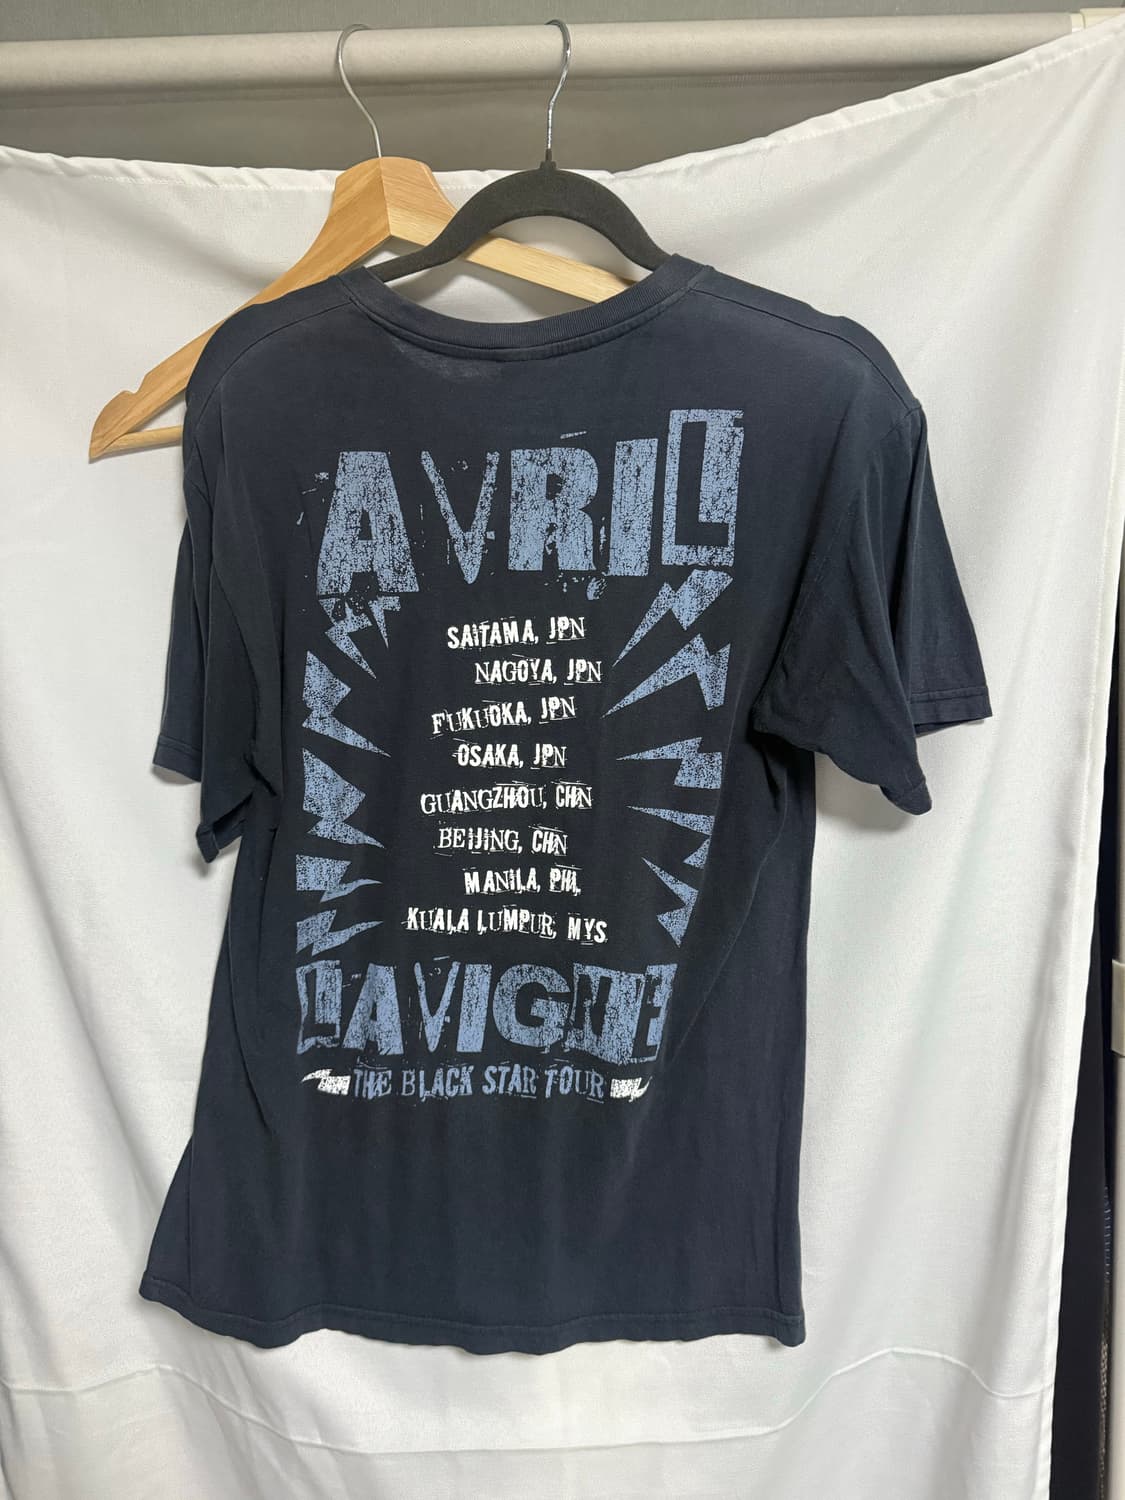 AVRIL
SAITAMA, JPN
NAGOYA, JPN
FUKUOKA, JPN
OSAKA, JPN
GUANGZHOU, CHN
BEIJING, CHN
MANILA, PHL
KUALA LUMPUR, MYS
LAVIGNE
THE BLACK STAR TOUR